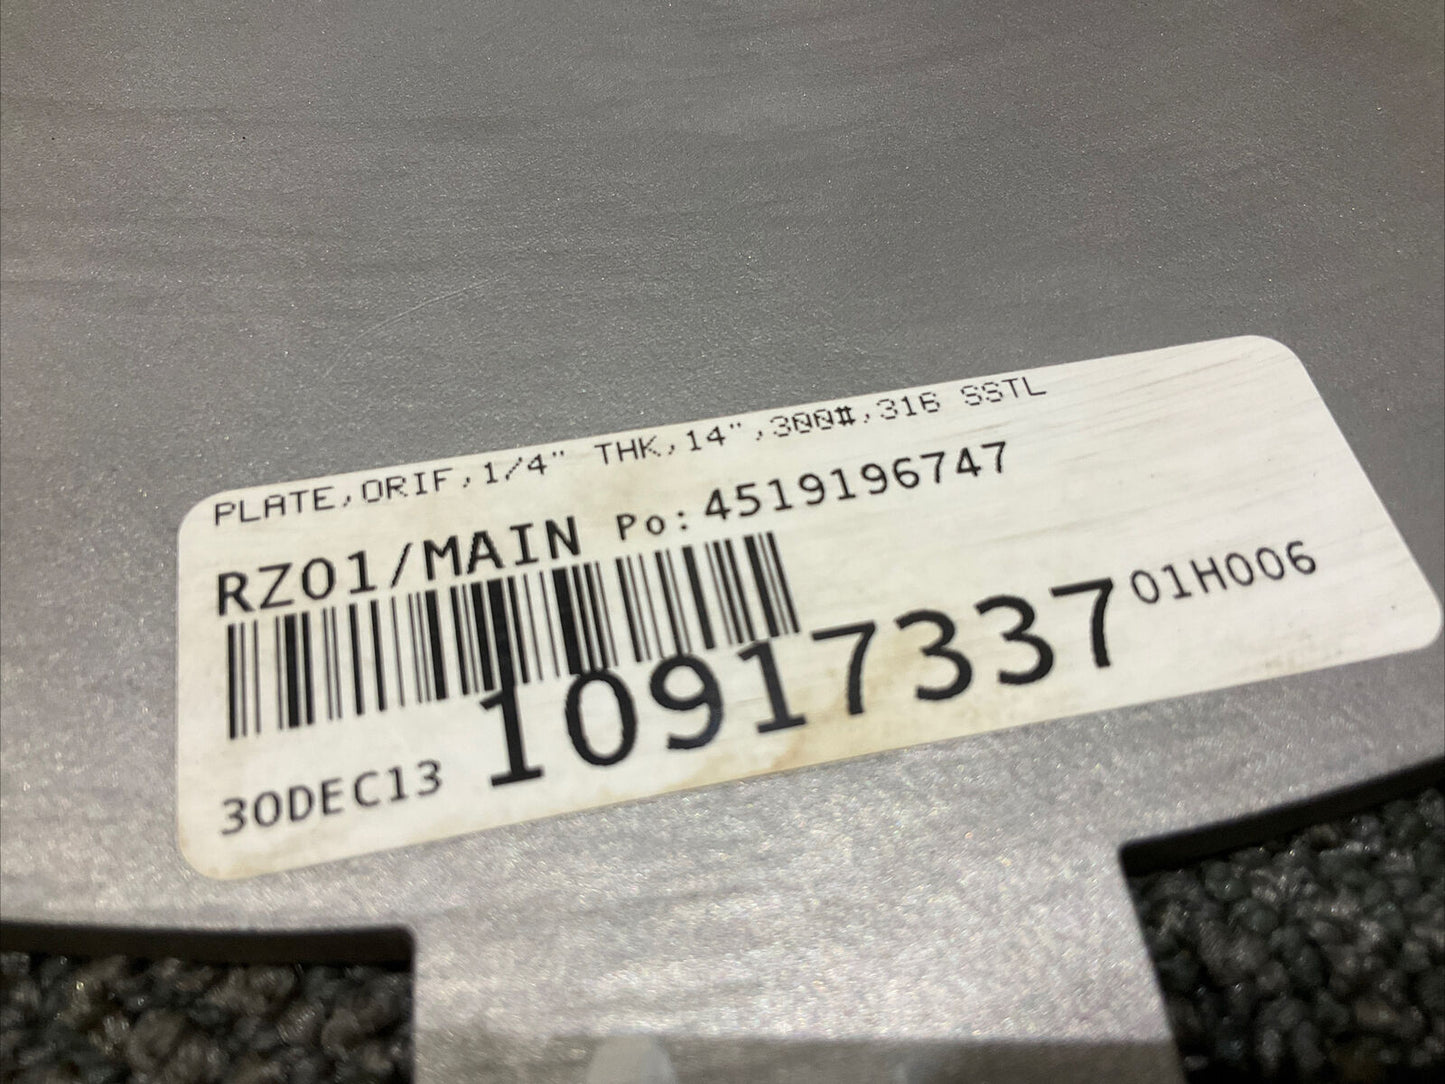 PLATE,ORIF,1/4" THK,14",300#,316 SSTL
RZ01/MAIN Po:4519196747
10917337 01H006
30DEC13